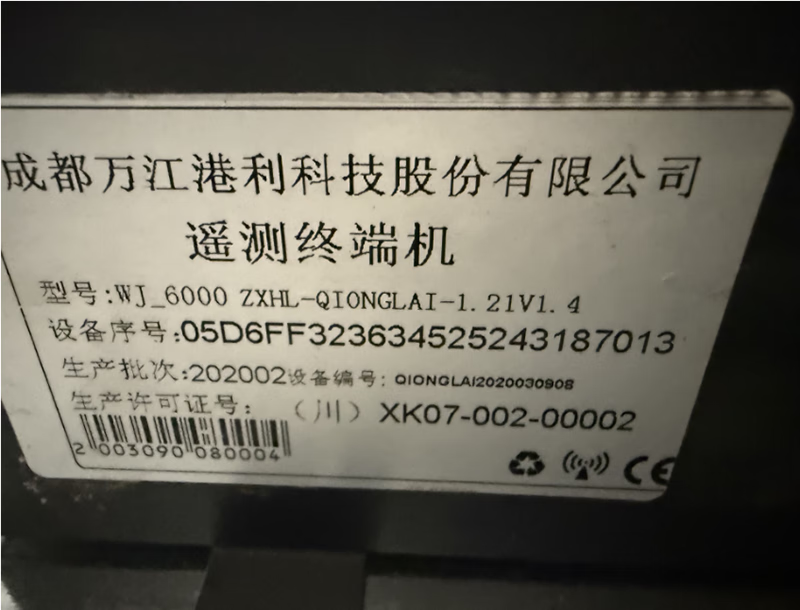 成都万江港利科技股份有限公司
遥测终端机
型号:WJ_6000 ZXHL-QIONGLAI-1.21V1.4
设备序号:05D6FF323634525243187013
生产批次:202002设备编号:QIONGLAI2020030908
生产许可证号:（川）XK07-002-00002
2003090080004
CE